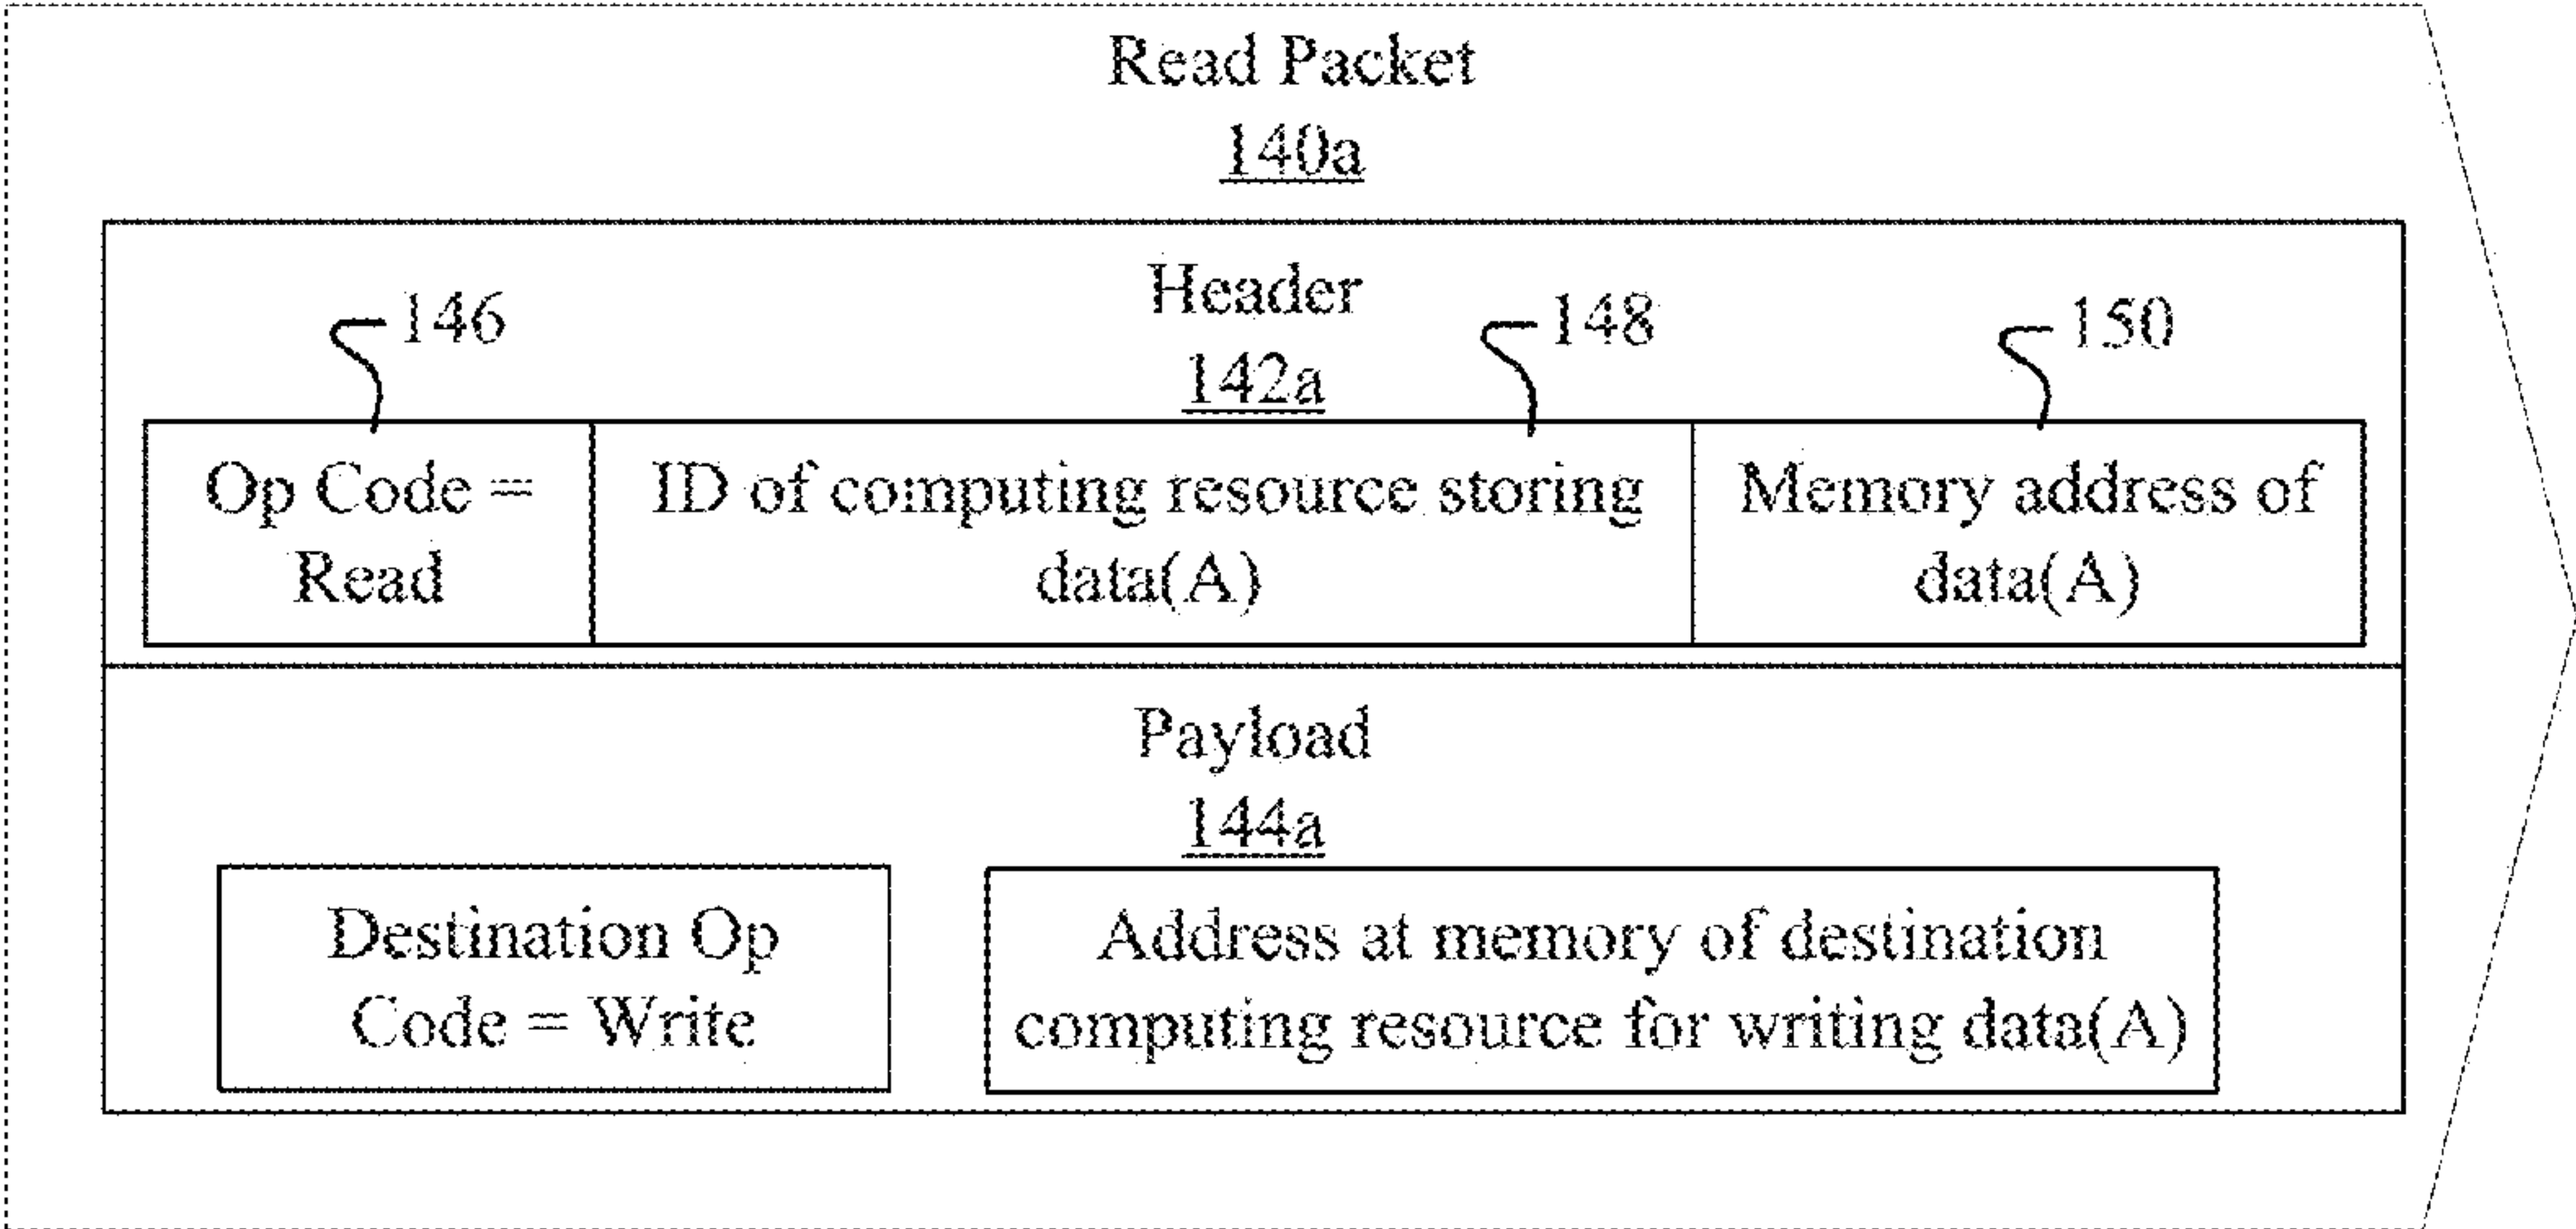 Read Packet
140a
Header
146
148
150
142a
Op Code =
Read
ID of computing resource storing
data(A)
Memory address of
data(A)
Payload
144a
Destination Op
Code = Write
Address at memory of destination
computing resource for writing data(A)